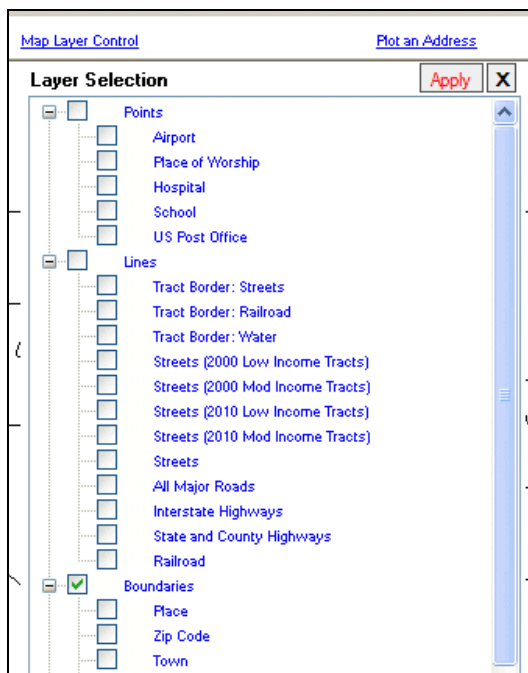 Map Layer Control Plot an Address
Layer Selection Apply X
Points
Airport
Place of Worship
Hospital
School
US Post Office
Lines
Tract Border: Streets
Tract Border: Railroad
Tract Border: Water
Streets (2000 Low Income Tracts)
Streets (2000 Mod Income Tracts)
Streets (2010 Low Income Tracts)
Streets (2010 Mod Income Tracts)
Streets
All Major Roads
Interstate Highways
State and County Highways
Railroad
Boundaries
Place
Zip Code
Town